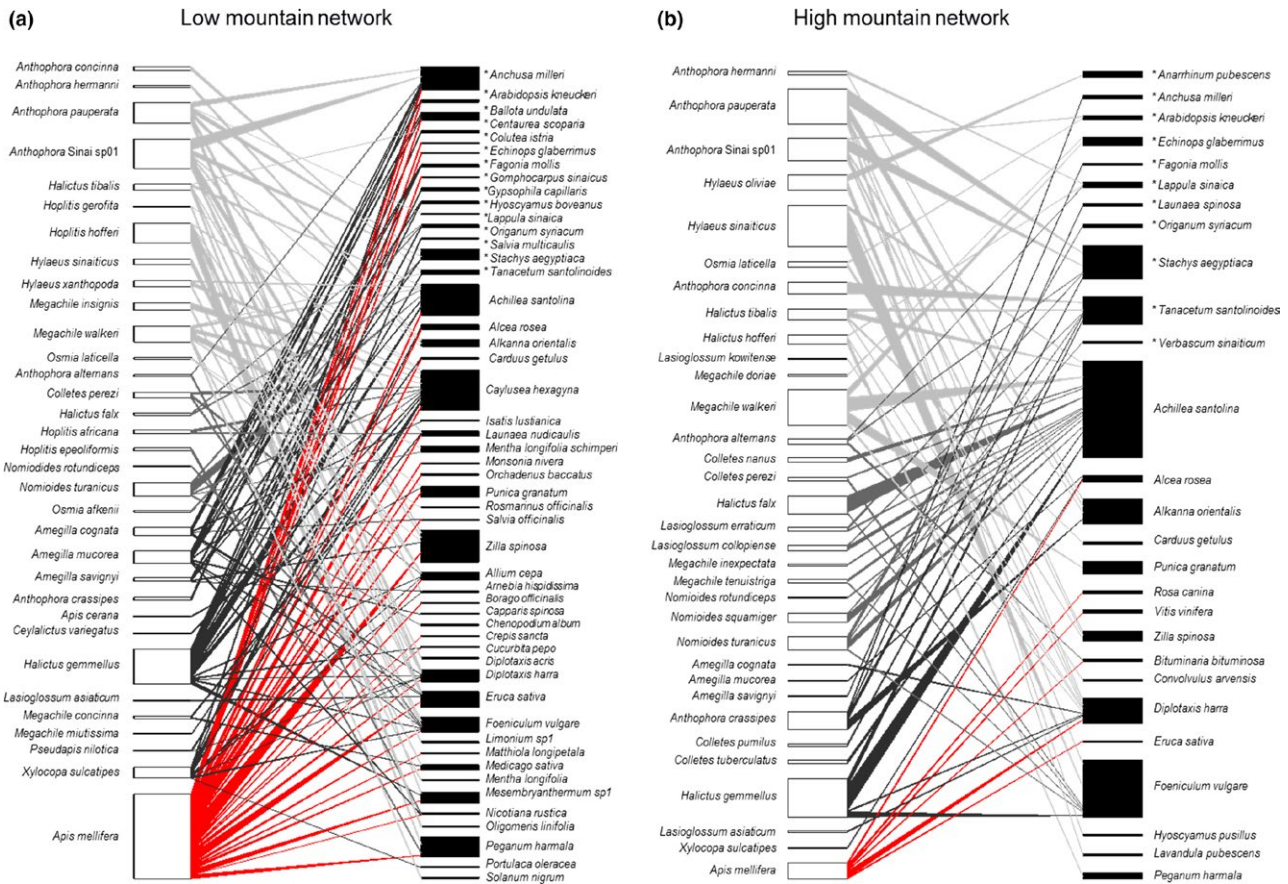 (a) Low mountain network
Anthophora concinna
Anthophora hermanni
Anthophora pauperata
Anthophora Sinai sp01
Halictus tibalis
Hoplitis gerofita
Hoplitis hofferi
Hylaeus sinaiticus
Hylaeus xanthopoda
Megachile insignis
Megachile walkeri
Osmia laticella
Anthophora alternans
Colletes perezi
Halictus falx
Hoplitis africana
Hoplitis epeoliformis
Nomiodides rotundiceps
Nomioides turanicus
Osmia afkenii
Amegilla cognata
Amegilla mucorea
Amegilla savignyi
Anthophora crassipes
Apis cerana
Ceylalictus variegatus
Halictus gemmellus
Lasioglossum asiaticum
Megachile concinna
Megachile miutissima
Pseudapis nilotica
Xylocopa sulcatipes
Apis mellifera
* Anchusa milleri
* Arabidopsis kneuckeri
* Ballota undulata
* Centaurea scoparia
* Colutea istria
* Echinops glaberrimus
* Fagonia mollis
* Gomphocarpus sinaicus
* Gypsophila capillaris
* Hyoscyamus boveanus
* Lappula sinaica
* Origanum syriacum
* Salvia multicaulis
* Stachys aegyptiaca
* Tanacetum santolinoides
Achillea santolina
Alcea rosea
Alkanna orientalis
Carduus getulus
Caylusea hexagyna
Isatis lustianica
Launaea nudicaulis
Mentha longifolia schimperi
Monsonia nivera
Orchadenus baccatus
Punica granatum
Rosmannus officinalis
Salvia officinalis
Zilla spinosa
Allium cepa
Arnebia hispidissima
Borago officinalis
Capparis spinosa
Chenopodium album
Crepis sancta
Cucurbita pepo
Diplotaxis acris
Diplotaxis harra
Eruca sativa
Foeniculum vulgare
Limonium sp1
Matthiola longipetala
Medicago sativa
Mentha longifolia
Mesembryanthermum sp1
Nicotiana rustica
Oligomeris linifolia
Peganum harmala
Portulaca oleracea
Solanum nigrum
(b) High mountain network
Anthophora hermanni
Anthophora pauperata
Anthophora Sinai sp01
Hylaeus oliviae
Hylaeus sinaiticus
Osmia laticella
Anthophora concinna
Halictus tibalis
Halictus hofferi
Lasioglossum kowitense
Megachile doriae
Megachile walkeri
Anthophora alternans
Colletes nanus
Colletes perezi
Halictus falx
Lasioglossum erraticum
Lasioglossum collopiense
Megachile inexpectata
Megachile tenuistriga
Nomioides rotundiceps
Nomioides squamiger
Nomioides turanicus
Amegilla cognata
Amegilla mucorea
Amegilla savignyi
Anthophora crassipes
Colletes pumilus
Colletes tuberculatus
Halictus gemmellus
Lasioglossum asiaticum
Xylocopa sulcatipes
Apis mellifera
* Anarrhinum pubescens
* Anchusa milleri
* Arabidopsis kneuckeri
* Echinops glaberrimus
* Fagonia mollis
* Lappula sinaica
* Launaea spinosa
* Origanum syriacum
* Stachys aegyptiaca
* Tanacetum santolinoides
* Verbascum sinaiticum
Achillea santolina
Alcea rosea
Alkanna orientalis
Carduus getulus
Punica granatum
Rosa canina
Vitis vinifera
Zilla spinosa
Bituminaria bituminosa
Convolvulus arvensis
Diplotaxis harra
Eruca sativa
Foeniculum vulgare
Hyoscyamus pusillus
Lavandula pubescens
Peganum harmala